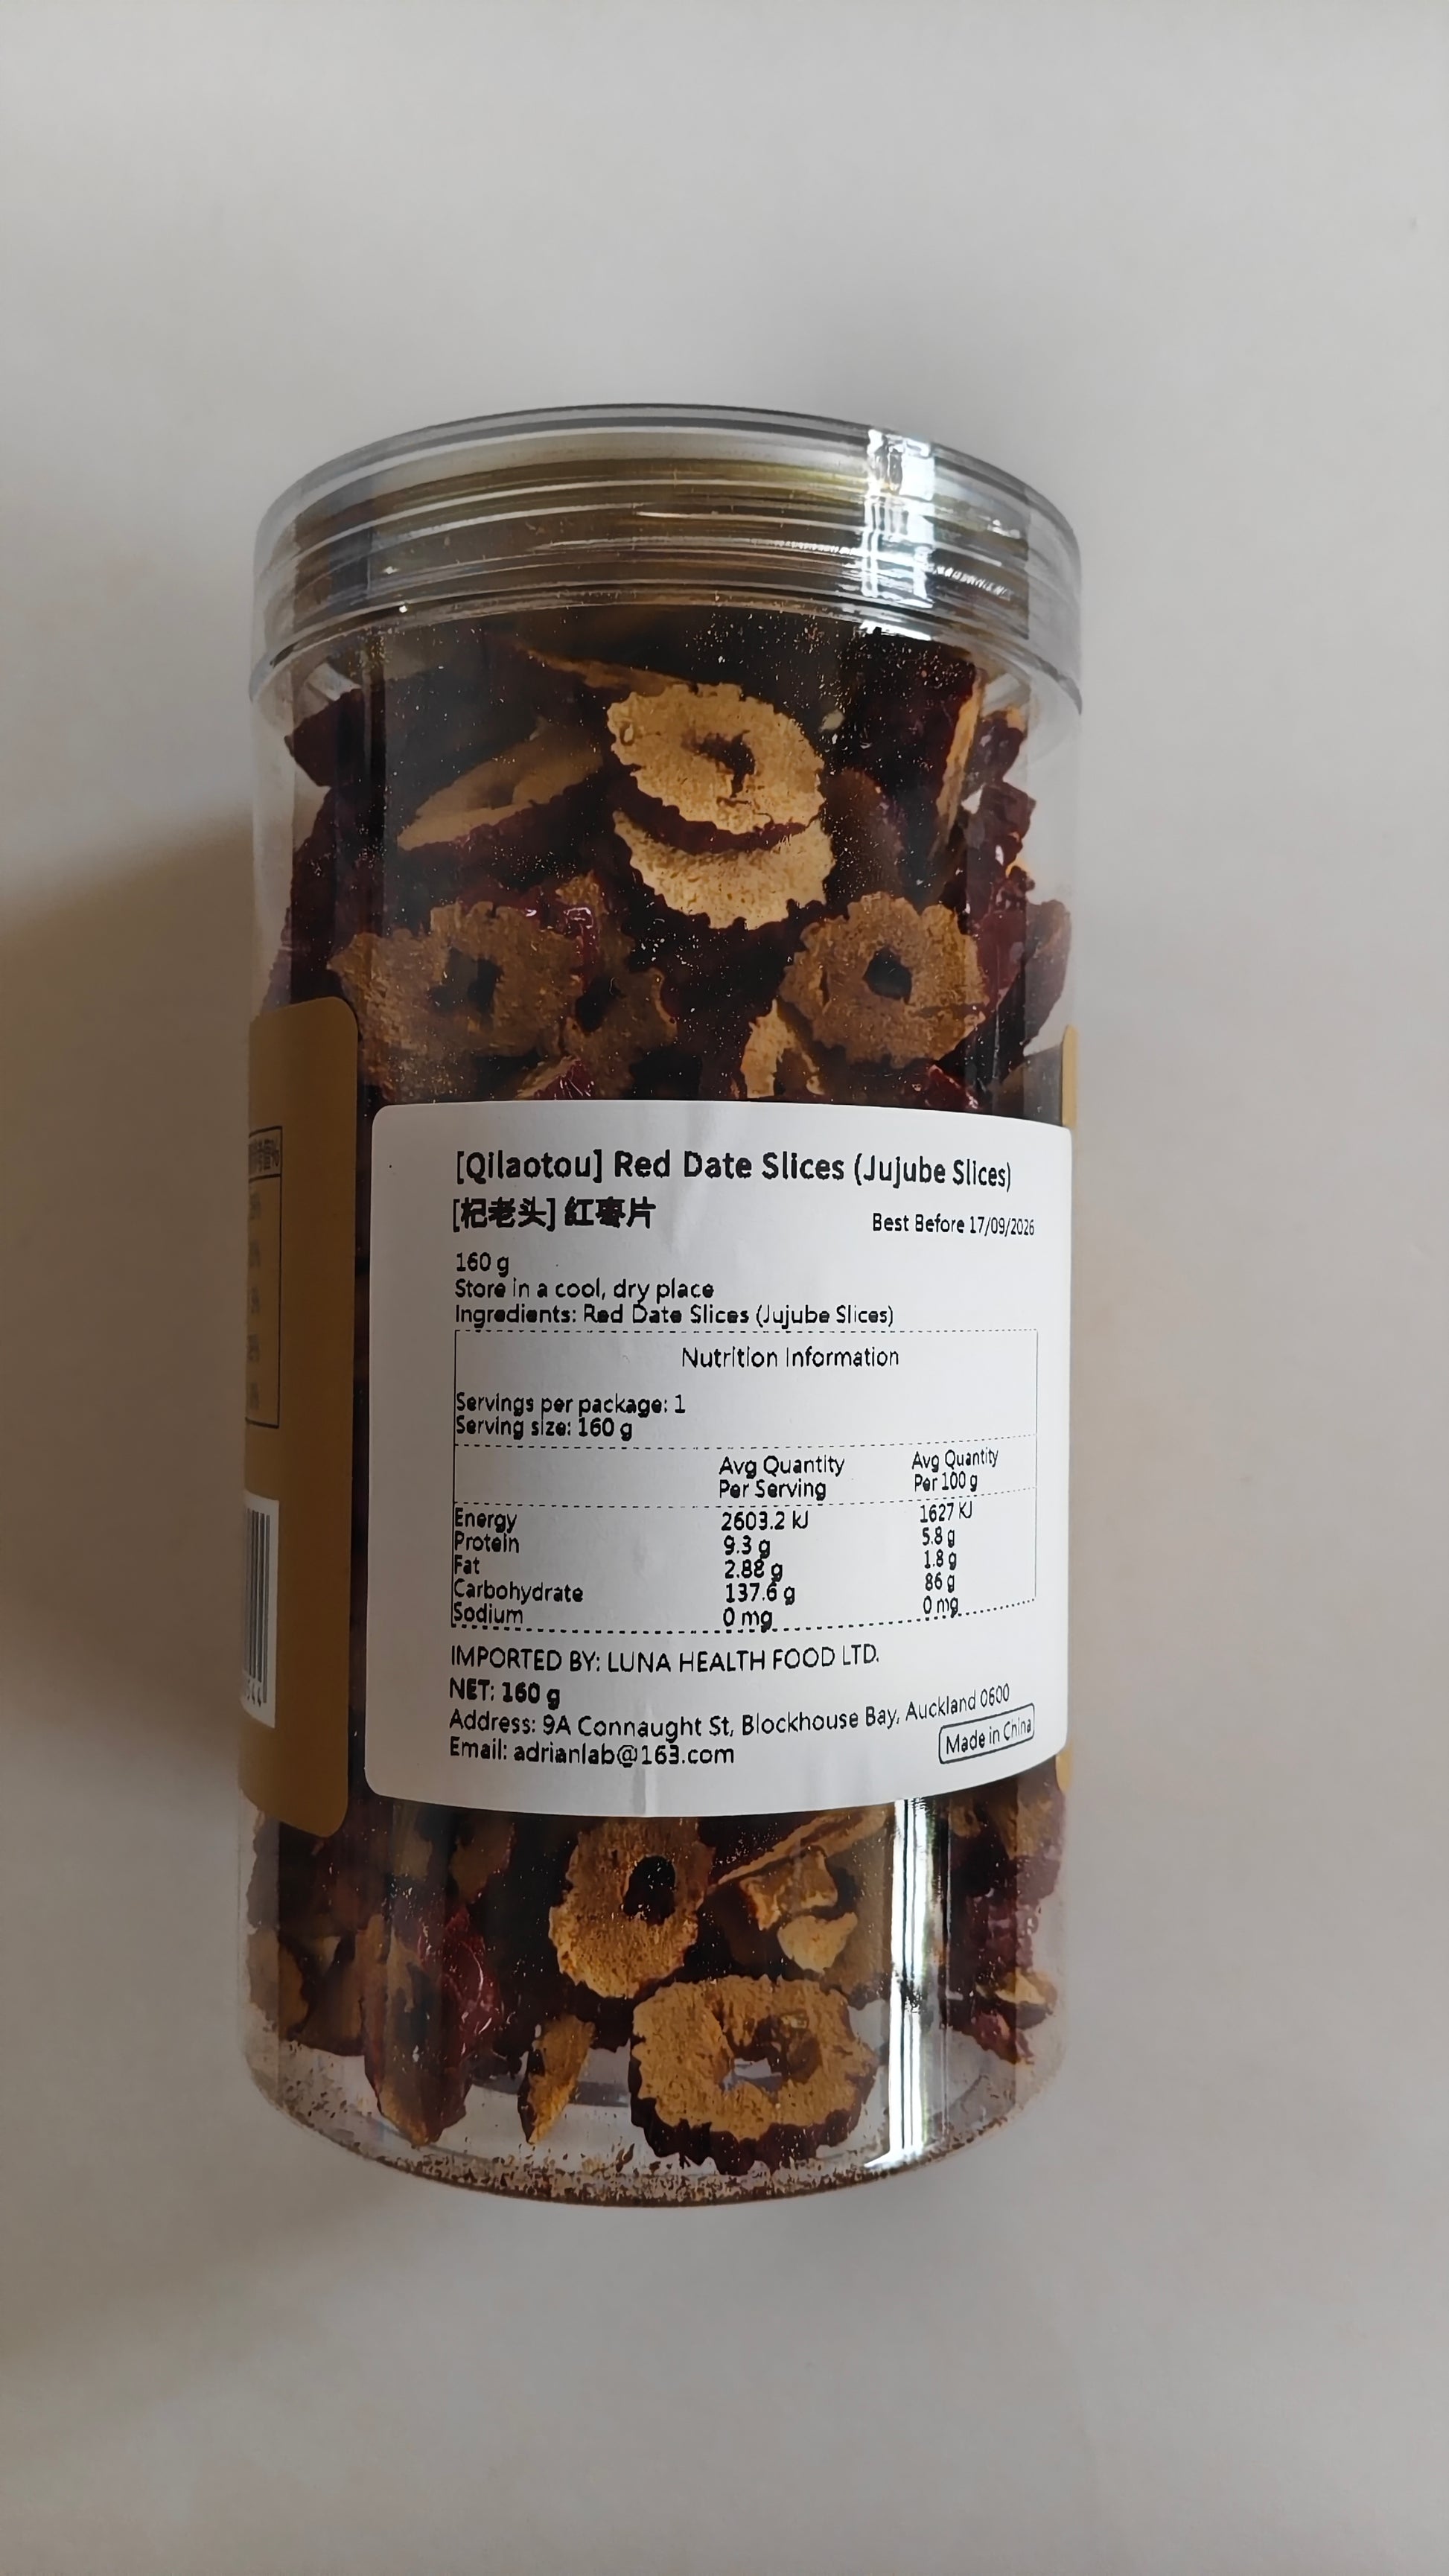 [Qilaotou] Red Date Slices (Jujube Slices)
[杞老头] 红枣片
Best Before 17/09/2026
160 g
Store in a cool, dry place
Ingredients: Red Date Slices (Jujube Slices)
Nutrition Information
Servings per package: 1
Serving size: 160 g
Avg Quantity Per Serving Avg Quantity Per 100 g
Energy 2603.2 kJ 1627 KJ
Protein 9.3 g 5.8 g
Fat 2.88 g 1.8 g
Carbohydrate 137.6 g 86 g
Sodium 0 mg 0 mg
IMPORTED BY: LUNA HEALTH FOOD LTD.
NET: 160 g
Address: 9A Connaught St, Blockhouse Bay, Auckland 0600
Email: adrianlab@163.com
Made in China